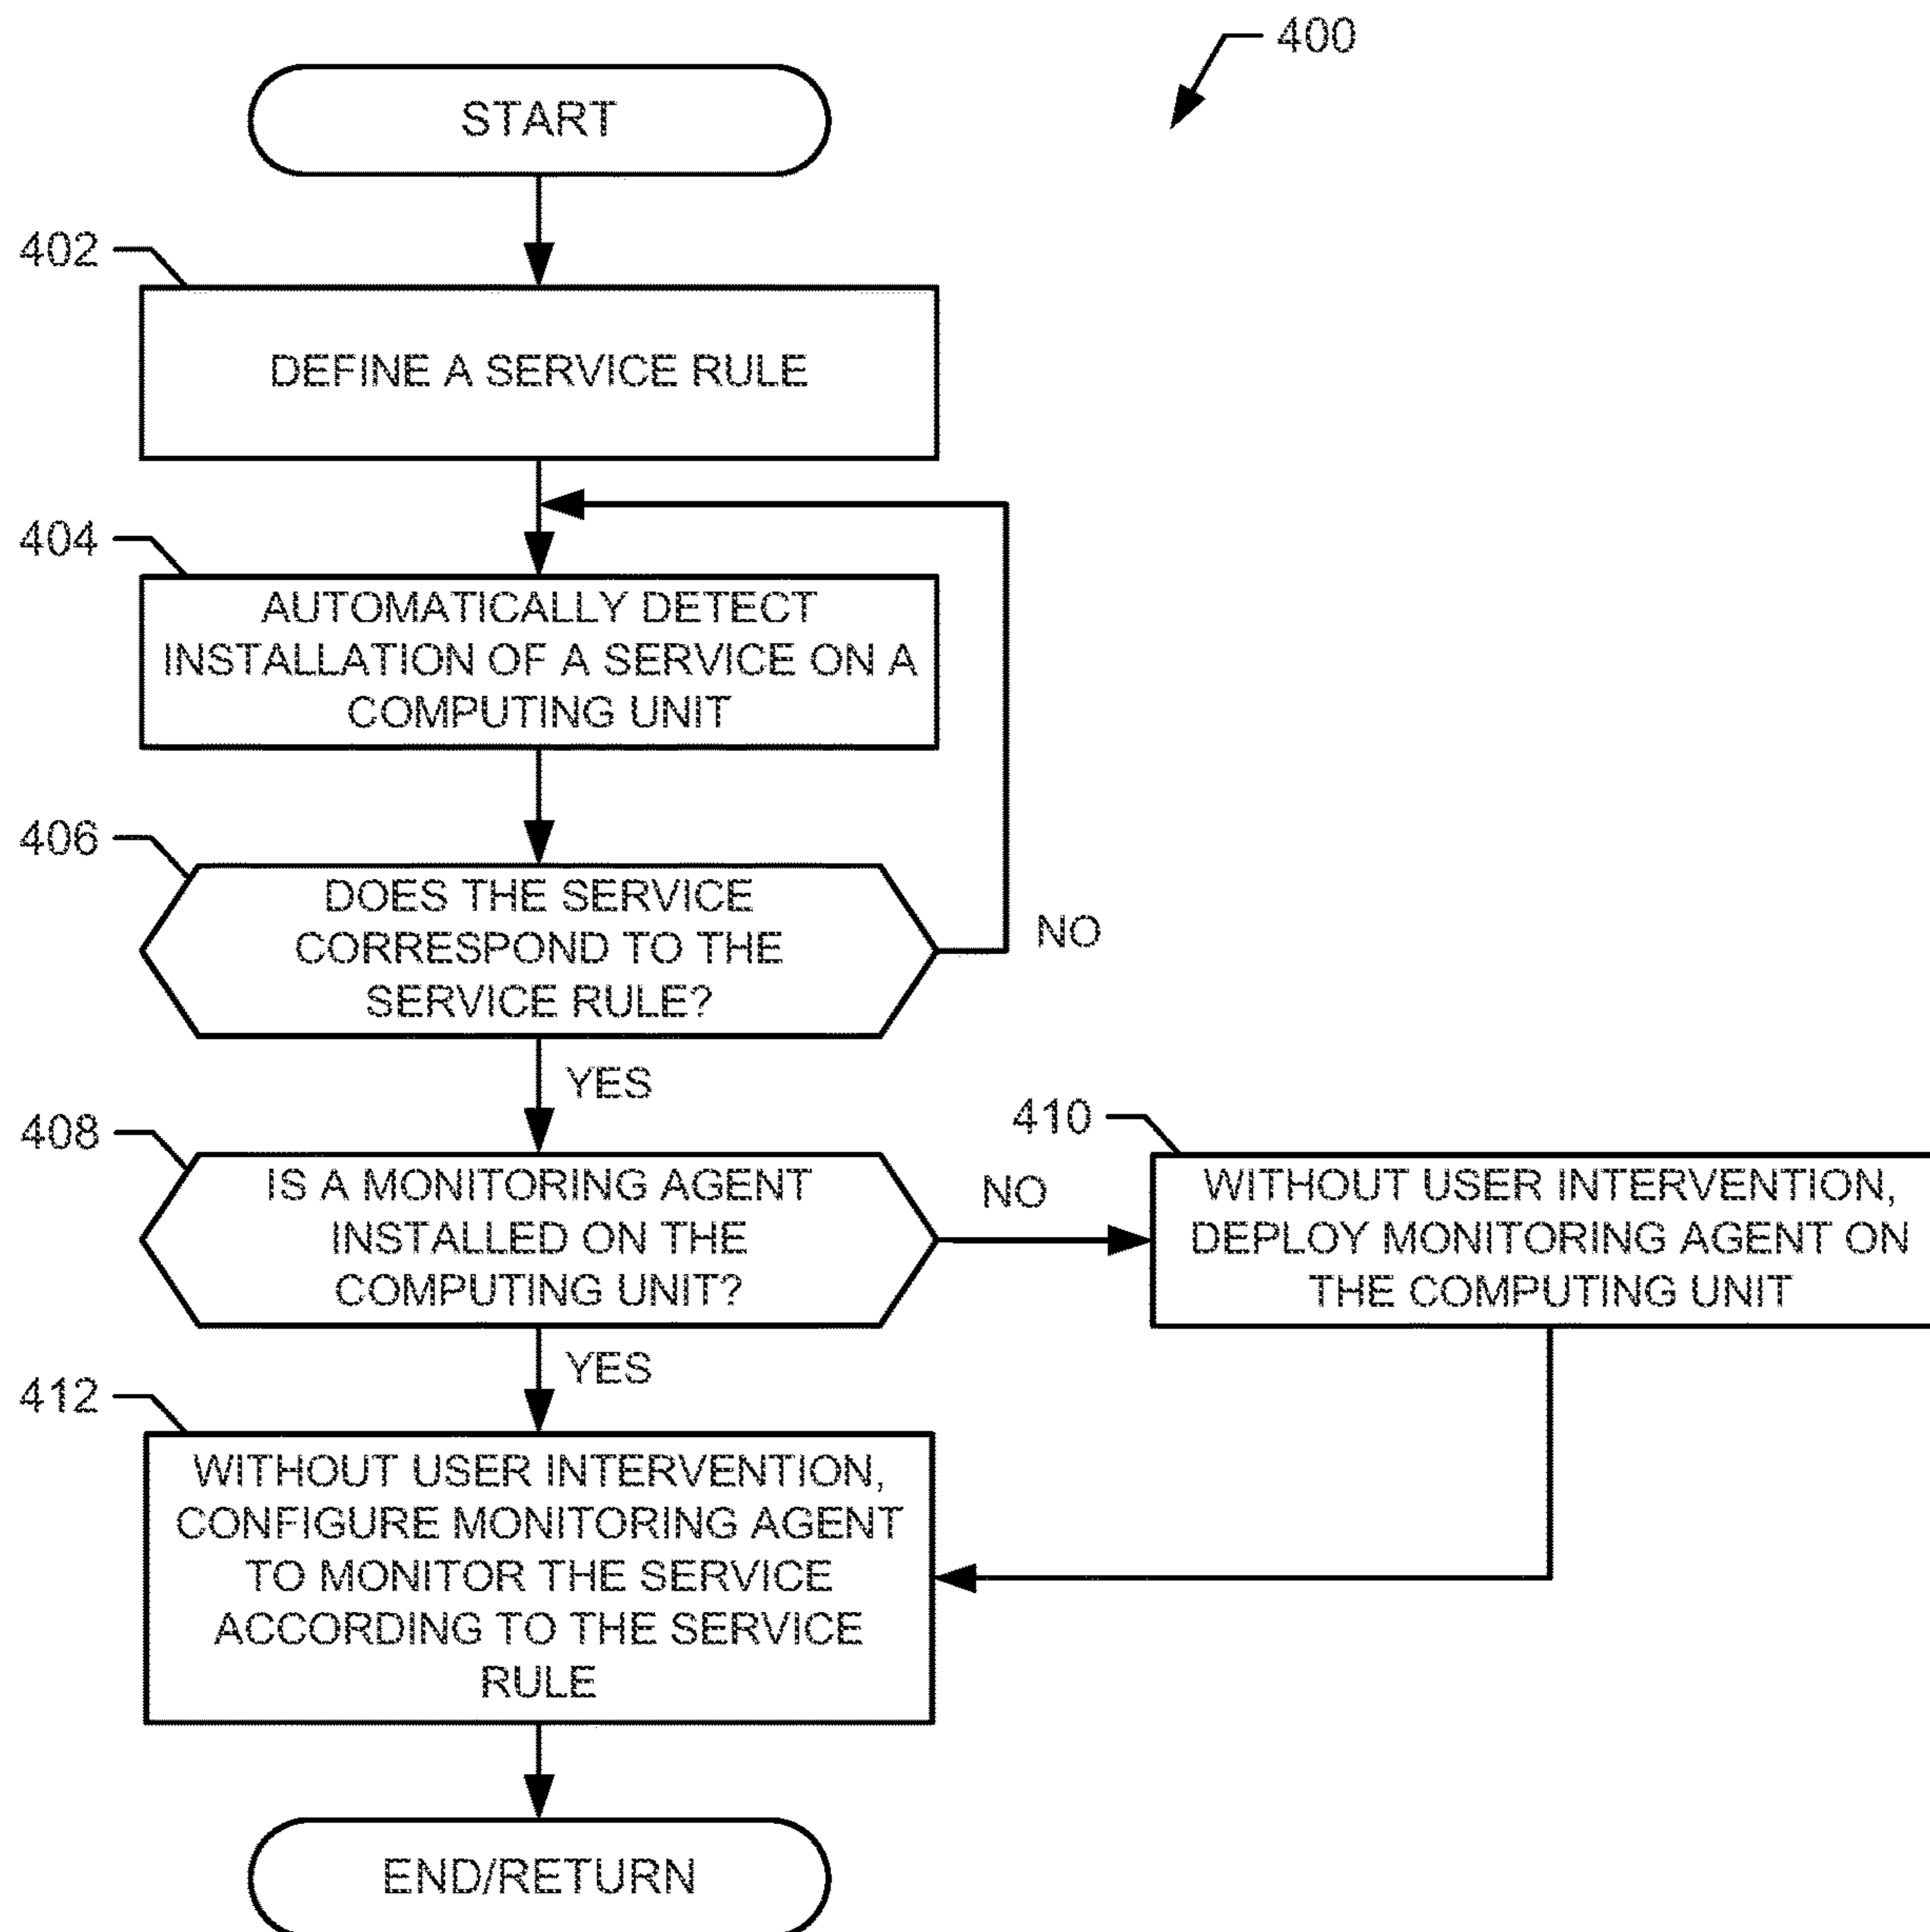 400
START
402
DEFINE A SERVICE RULE
404
AUTOMATICALLY DETECT
INSTALLATION OF A SERVICE ON A
COMPUTING UNIT
406
DOES THE SERVICE
CORRESPOND TO THE
SERVICE RULE?
NO
YES
408
IS A MONITORING AGENT
INSTALLED ON THE
COMPUTING UNIT?
NO
410
WITHOUT USER INTERVENTION,
DEPLOY MONITORING AGENT ON
THE COMPUTING UNIT
YES
412
WITHOUT USER INTERVENTION,
CONFIGURE MONITORING AGENT
TO MONITOR THE SERVICE
ACCORDING TO THE SERVICE
RULE
END/RETURN